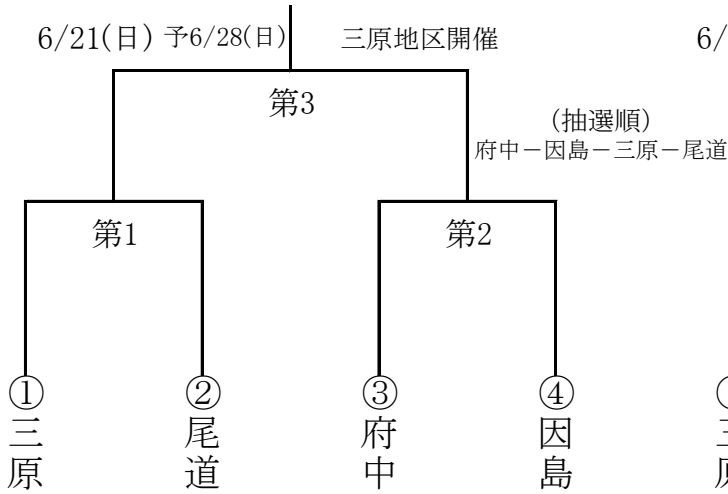 6/21(日) 予6/28(日) 三原地区開催
6/
第3
(抽選順)
府中－因島－三原－尾道
第1
第2
①三原
②尾道
③府中
④因島
三原